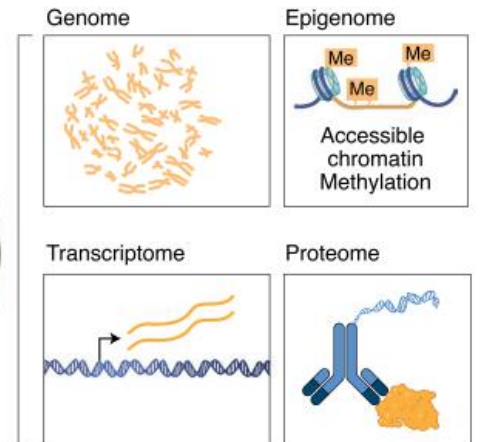 Genome
Epigenome
Me
Me
Me
Accessible
chromatin
Methylation
Transcriptome
Proteome